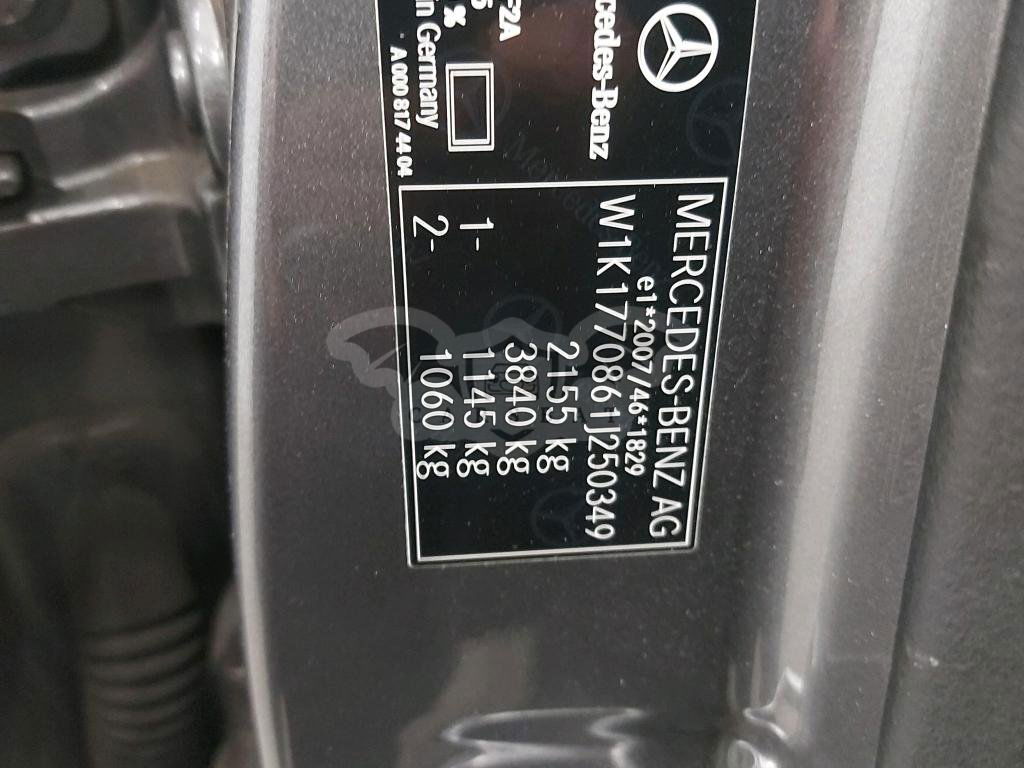 Mercedes-Benz
in Germany
A 000 817 44 04
MERCEDES-BENZ AG
e1*2007/46*1829
W1K1770861J250349
2155 kg
3840 kg
1- 1145 kg
2- 1060 kg